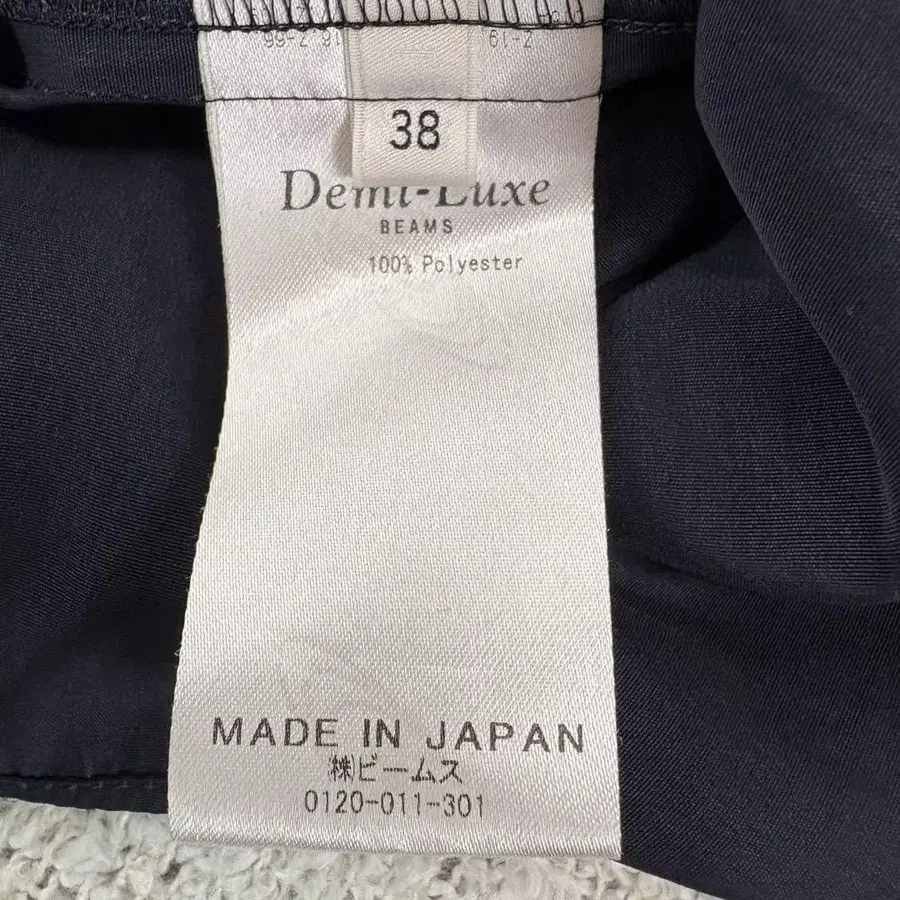 38
Demi-Luxe
BEAMS
100% Polyester
MADE IN JAPAN
㈱ビームス
0120-011-301